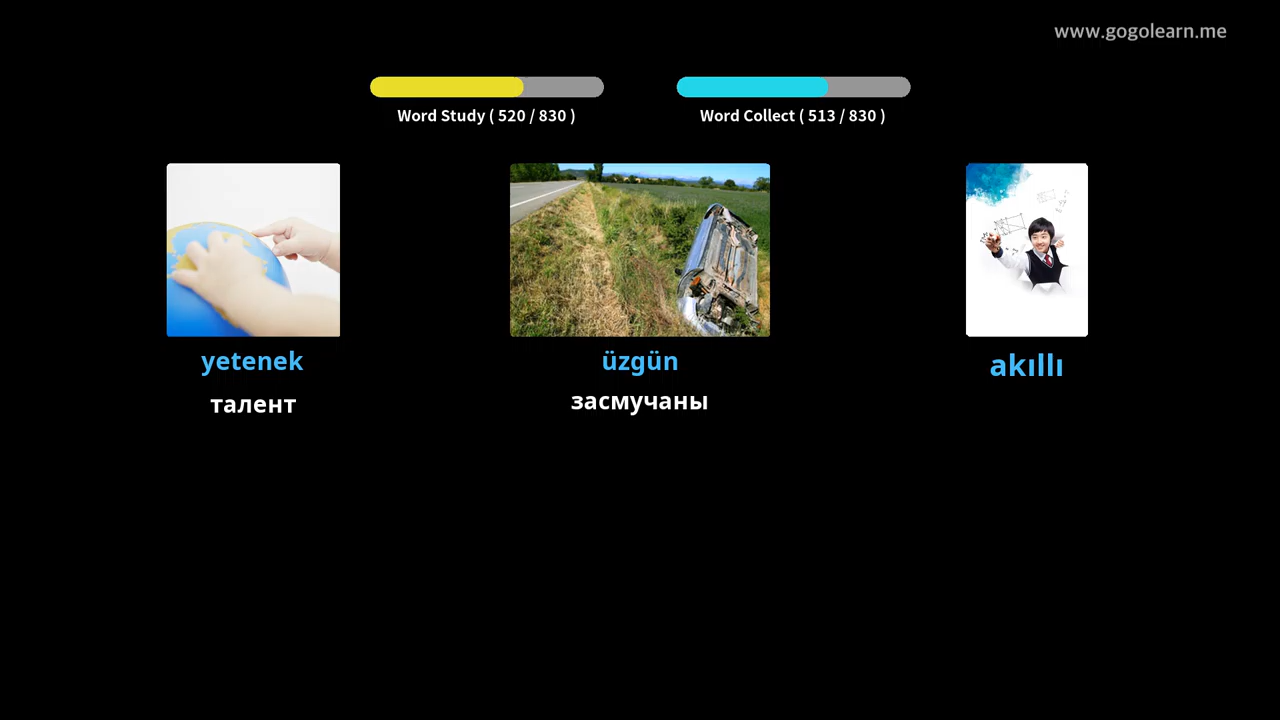 www.gogolearn.me
Word Study ( 520 / 830 )
Word Collect ( 513 / 830 )
yetenek
талент
üzgün
засмучаны
akıllı